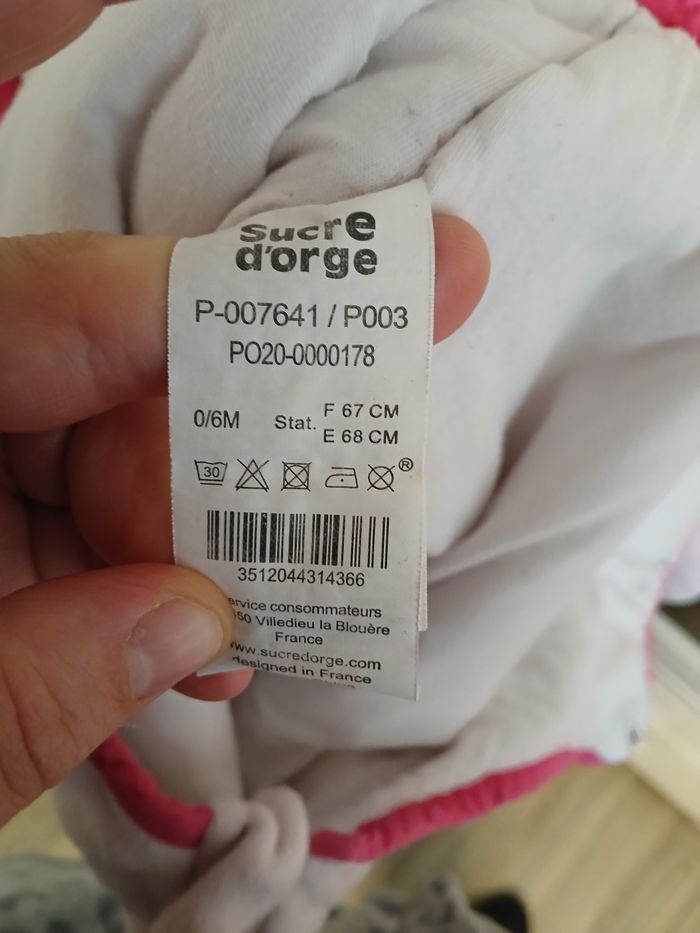 sucre
d'orge
P-007641 / P003
PO20-0000178
0/6M Stat. F 67 CM
E 68 CM
30 ®
3512044314366
ervice consommateurs
50 Villedieu la Blouère
France
www.sucredorge.com
designed in France